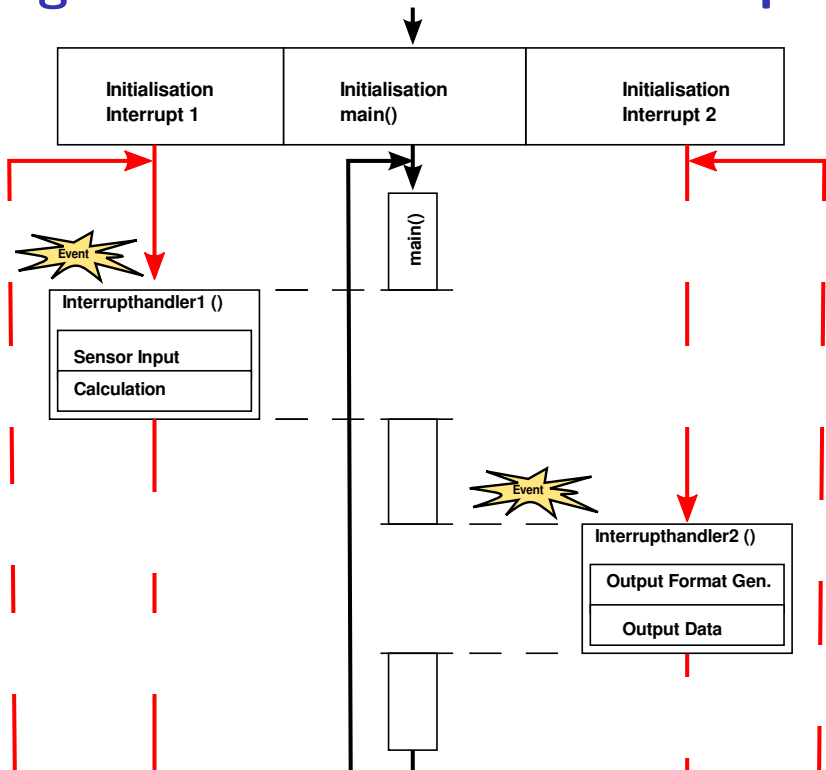 Initialisation
Interrupt 1
Initialisation
main()
Initialisation
Interrupt 2
main()
Event
Interrupthandler1 ()
Sensor Input
Calculation
Event
Interrupthandler2 ()
Output Format Gen.
Output Data